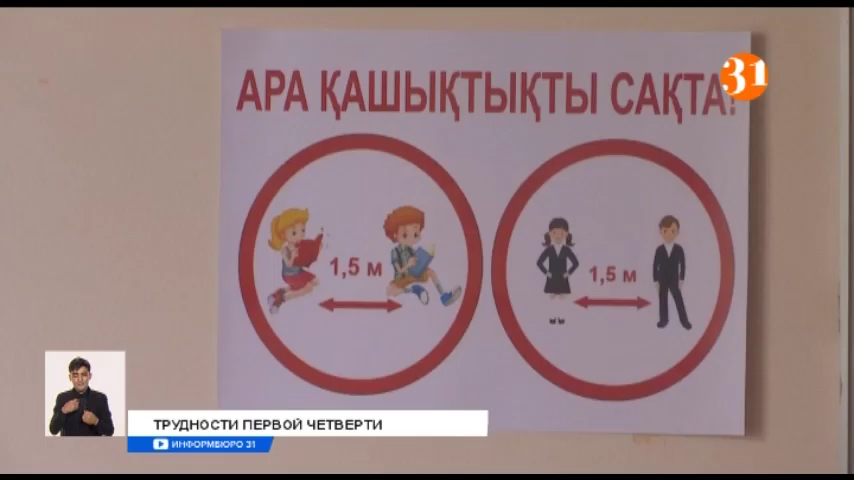 31
АРА ҚАШЫҚТЫҚТЫ САҚТА!
1,5 м
1,5 м
ТРУДНОСТИ ПЕРВОЙ ЧЕТВЕРТИ
ИНФОРМБЮРО 31